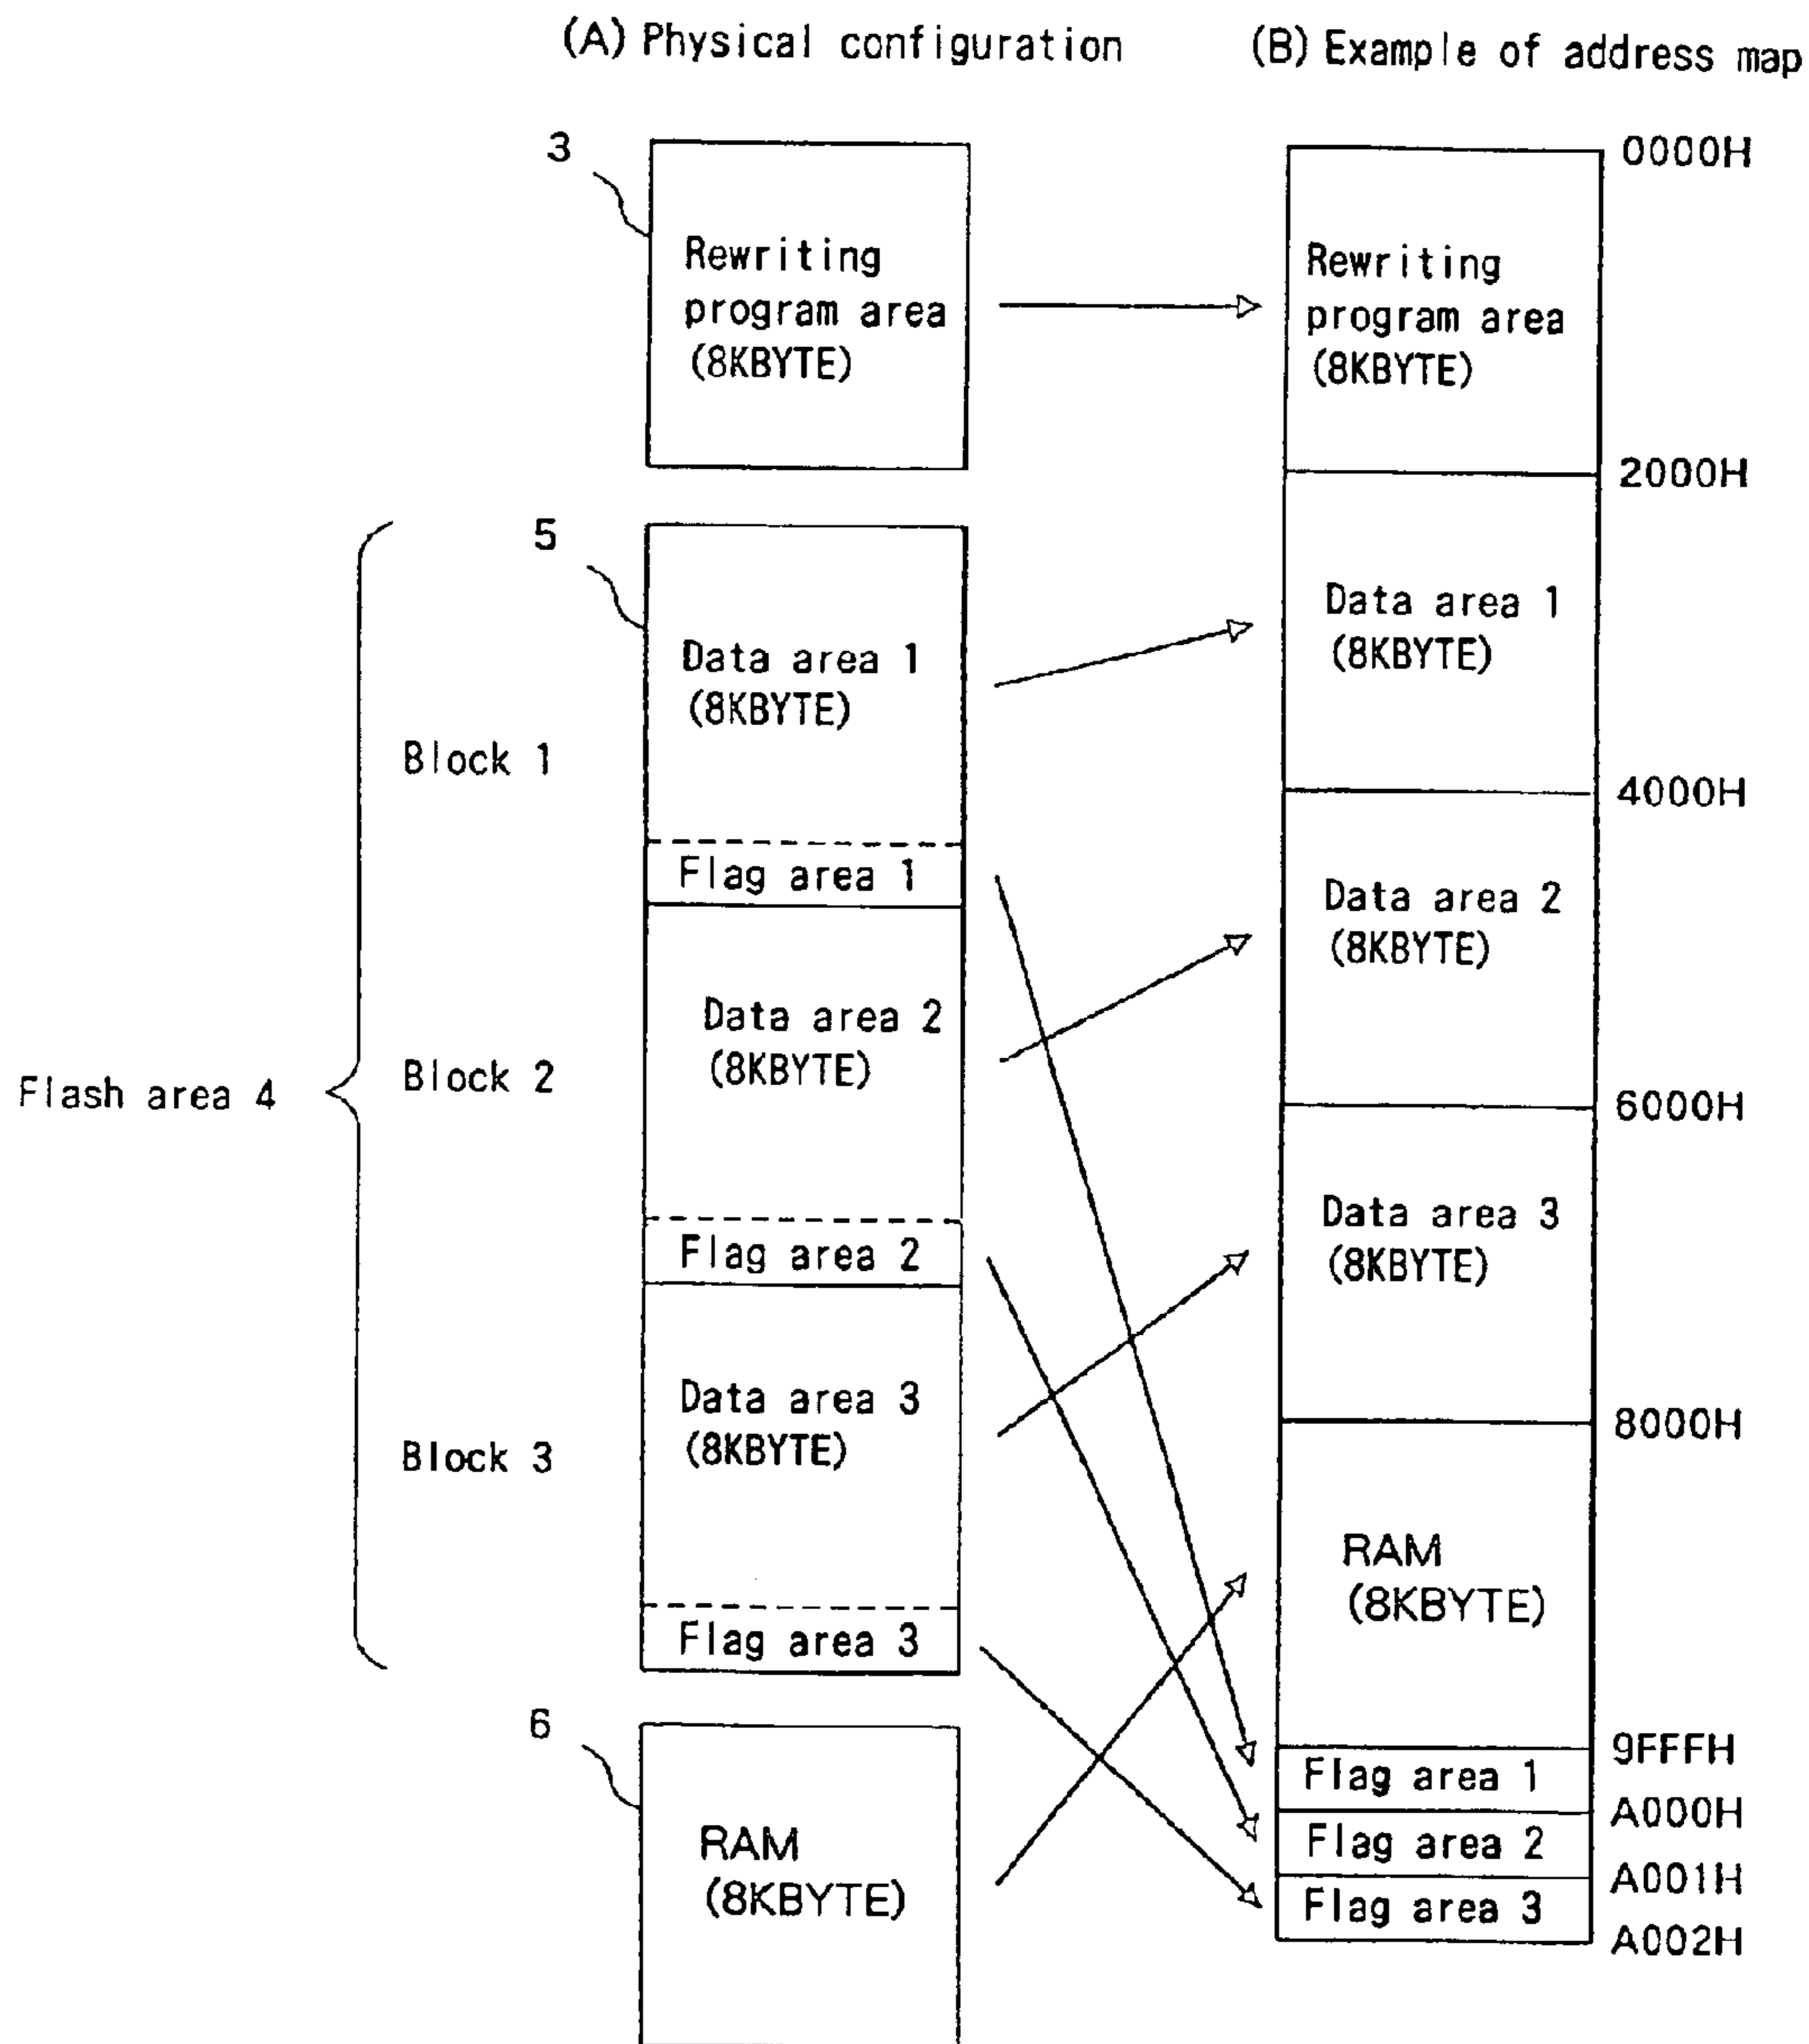 (A) Physical configuration
(B) Example of address map
3
Rewriting
program area
(8KBYTE)
5
Data area 1
(8KBYTE)
Block 1
Flag area 1
Data area 2
(8KBYTE)
Block 2
Flash area 4
Flag area 2
Data area 3
(8KBYTE)
Block 3
Flag area 3
6
RAM
(8KBYTE)
0000H
Rewriting
program area
(8KBYTE)
2000H
Data area 1
(8KBYTE)
4000H
Data area 2
(8KBYTE)
6000H
Data area 3
(8KBYTE)
8000H
RAM
(8KBYTE)
9FFFH
Flag area 1
A000H
Flag area 2
A001H
Flag area 3
A002H